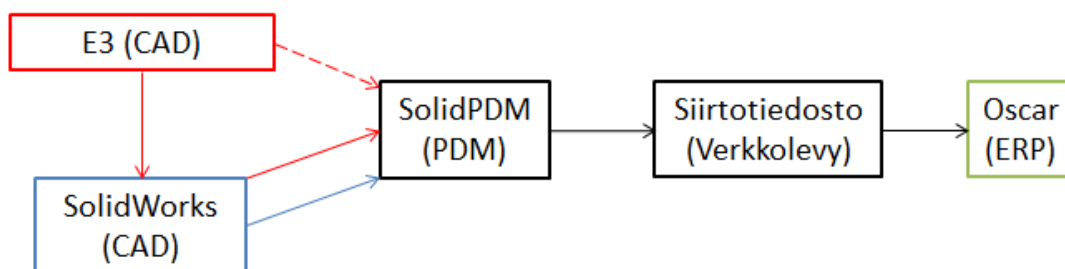 E3 (CAD)
SolidPDM
(PDM)
Siirtotiedosto
(Verkkolevy)
Oscar
(ERP)
SolidWorks
(CAD)